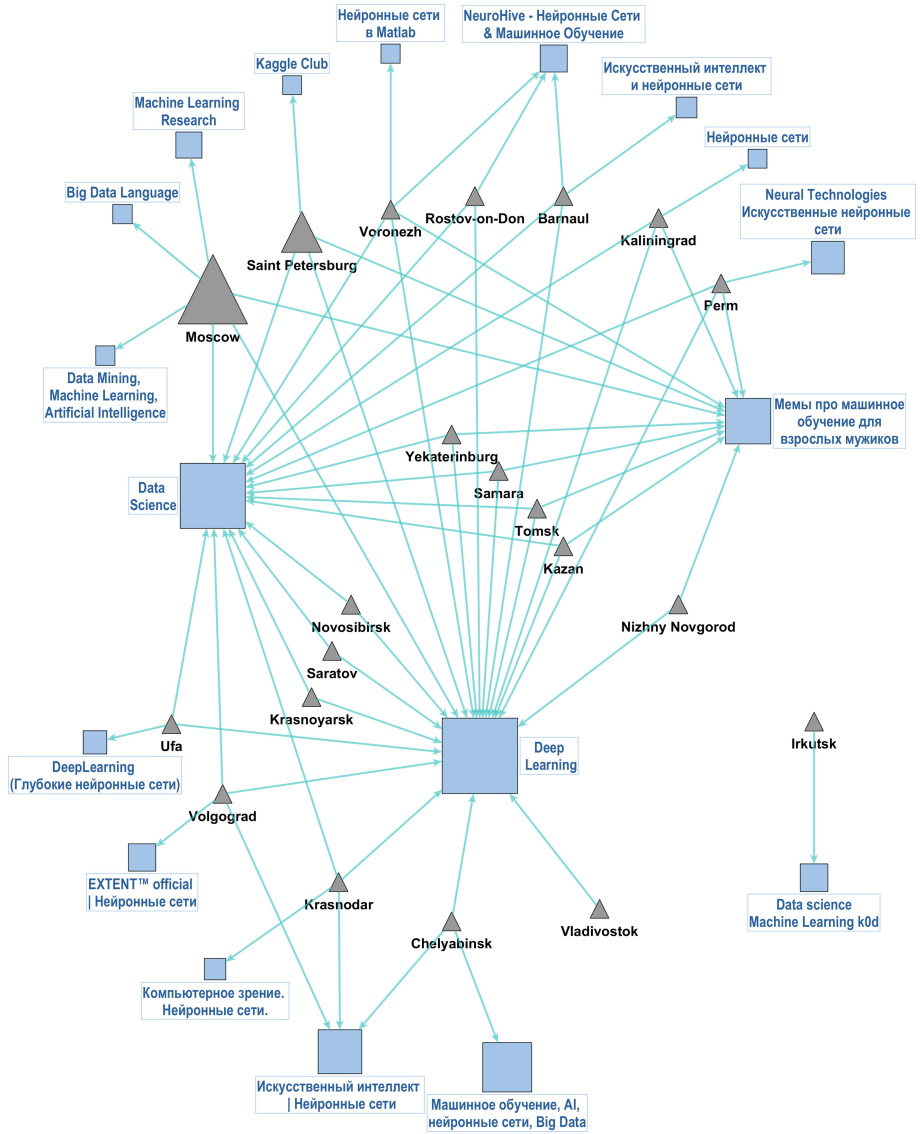 Нейронные сети
в Matlab
NeuroHive - Нейронные Сети
& Машинное Обучение
Kaggle Club
Искусственный интеллект
и нейронные сети
Machine Learning
Research
Нейронные сети
Big Data Language
Neural Technologies
Искусственные нейронные
сети
Voronezh
Rostov-on-Don
Barnaul
Kaliningrad
Saint Petersburg
Perm
Moscow
Data Mining,
Machine Learning,
Artificial Intelligence
Мемы про машинное
обучение для
взрослых мужиков
Yekaterinburg
Data
Science
Samara
Tomsk
Kazan
Novosibirsk
Nizhny Novgorod
Saratov
Krasnoyarsk
Ufa
Irkutsk
Deep
Learning
DeepLearning
(Глубокие нейронные сети)
Volgograd
EXTENT™ official
| Нейронные сети
Krasnodar
Data science
Machine Learning k0d
Vladivostok
Chelyabinsk
Компьютерное зрение.
Нейронные сети.
Искусственный интеллект
| Нейронные сети
Машинное обучение, AI,
нейронные сети, Big Data